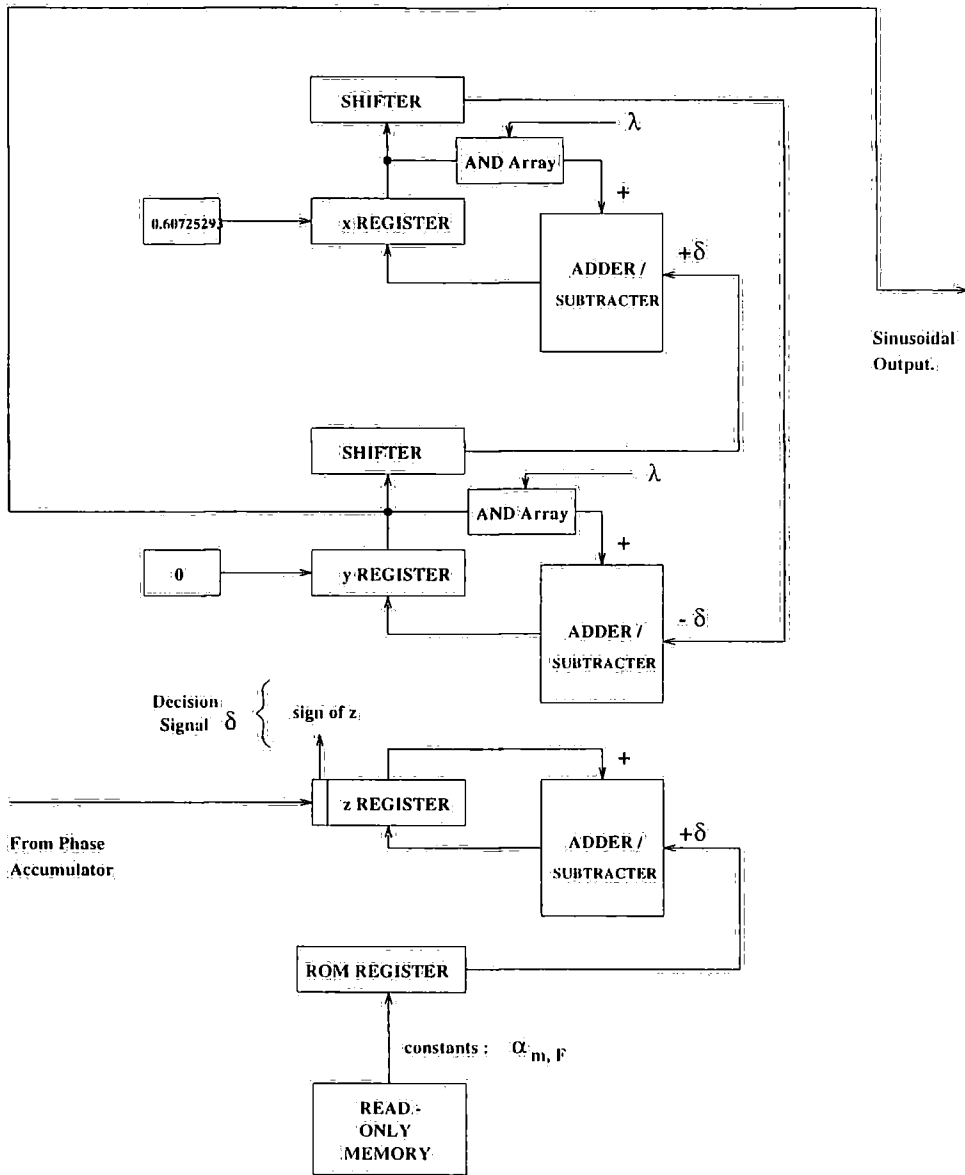 SHIFTER
λ
AND Array
+
0.60725293
x REGISTER
ADDER /
SUBTRACTER
+δ
Sinusoidal
Output.
SHIFTER
λ
AND Array
+
0
y REGISTER
ADDER /
SUBTRACTER
- δ
Decision
Signal δ
sign of z
+
z REGISTER
ADDER /
SUBTRACTER
+δ
From Phase
Accumulator
ROM REGISTER
constants : α m, F
READ -
ONLY
MEMORY